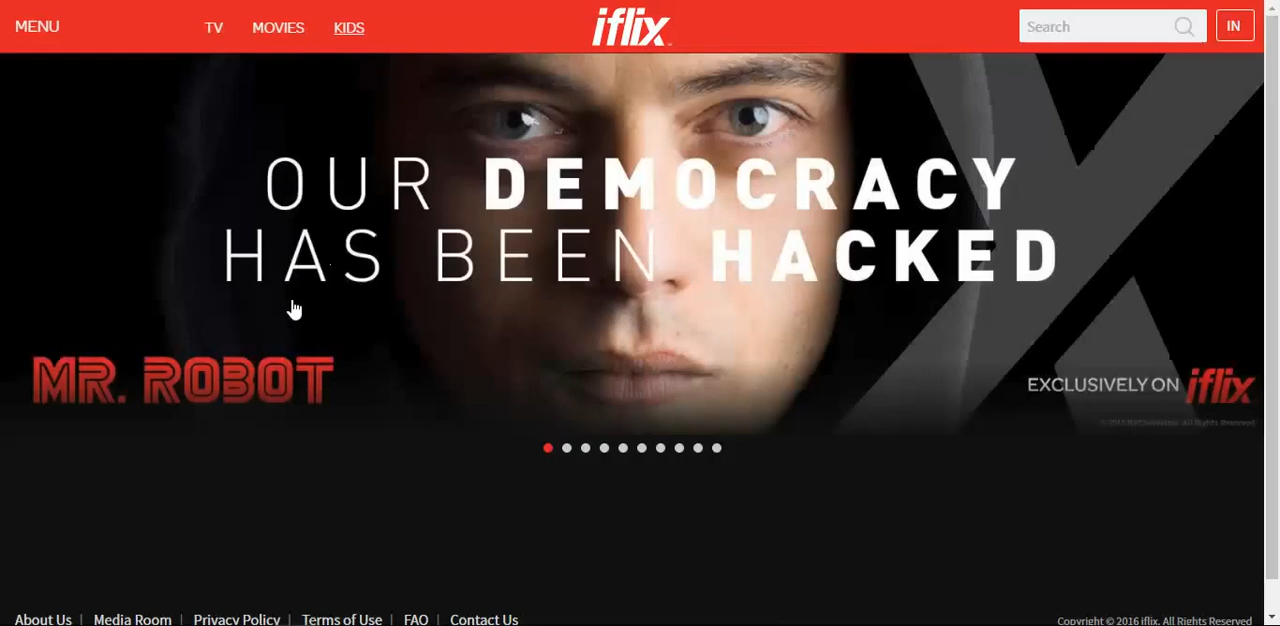 MENU
TV
MOVIES
KIDS
iflix
Search
IN
OUR DEMOCRACY
HAS BEEN HACKED
MR. ROBOT
EXCLUSIVELY ON iflix
About Us | Media Room | Privacy Policy | Terms of Use | FAQ | Contact Us
Copyright © 2016 iflix. All Rights Reserved